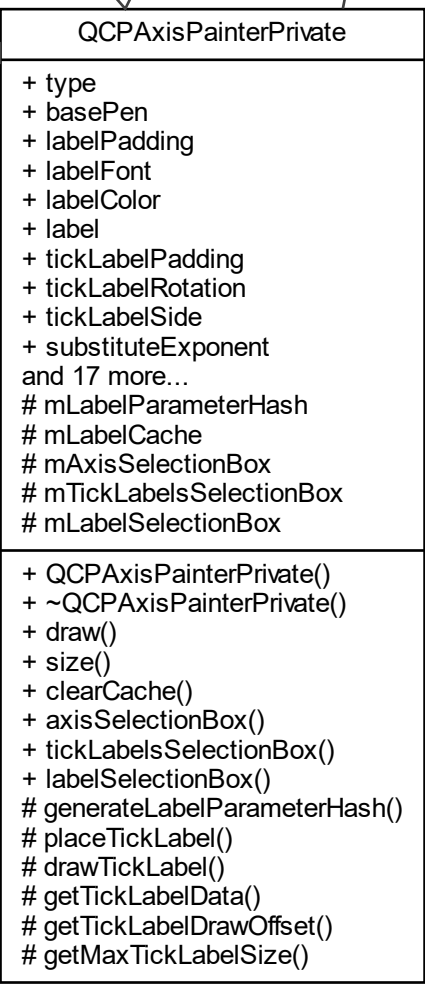 QCPAxisPainterPrivate
+ type
+ basePen
+ labelPadding
+ labelFont
+ labelColor
+ label
+ tickLabelPadding
+ tickLabelRotation
+ tickLabelSide
+ substituteExponent
and 17 more...
# mLabelParameterHash
# mLabelCache
# mAxisSelectionBox
# mTickLabelsSelectionBox
# mLabelSelectionBox
+ QCPAxisPainterPrivate()
+ ~QCPAxisPainterPrivate()
+ draw()
+ size()
+ clearCache()
+ axisSelectionBox()
+ tickLabelsSelectionBox()
+ labelSelectionBox()
# generateLabelParameterHash()
# placeTickLabel()
# drawTickLabel()
# getTickLabelData()
# getTickLabelDrawOffset()
# getMaxTickLabelSize()